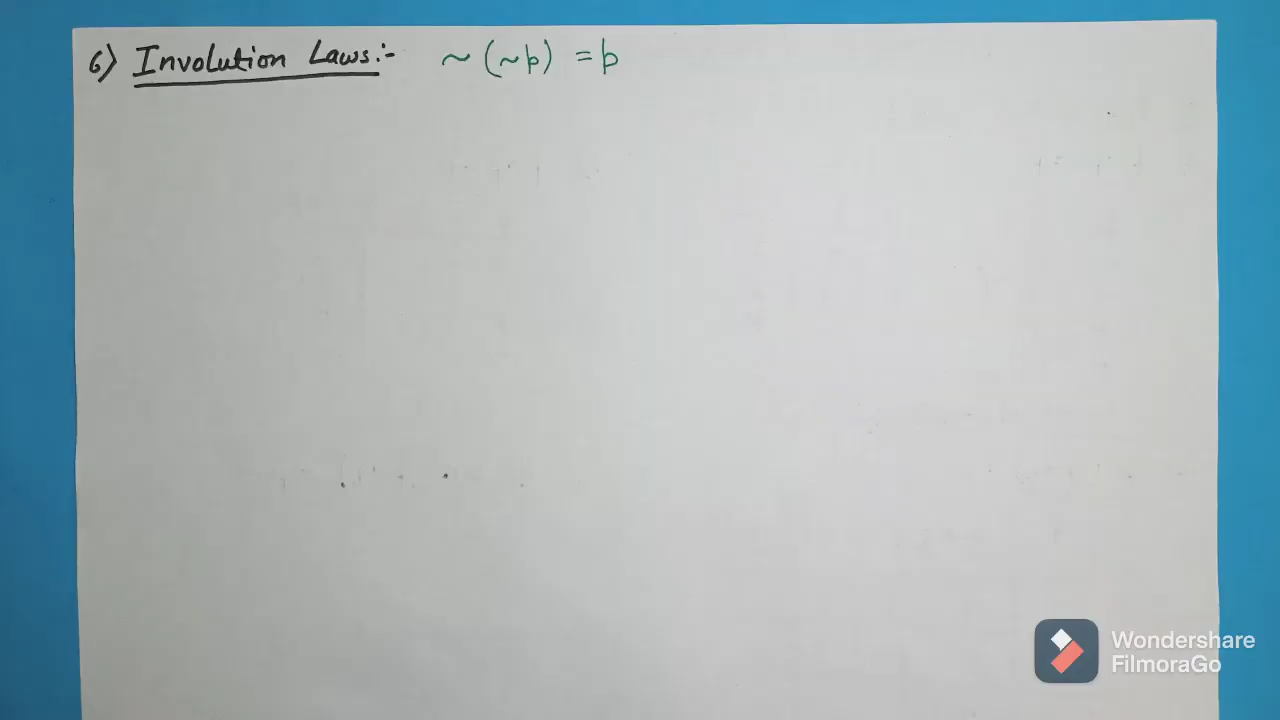 6) Involution Laws:- ~(~p) = p
Wondershare
FilmoraGo